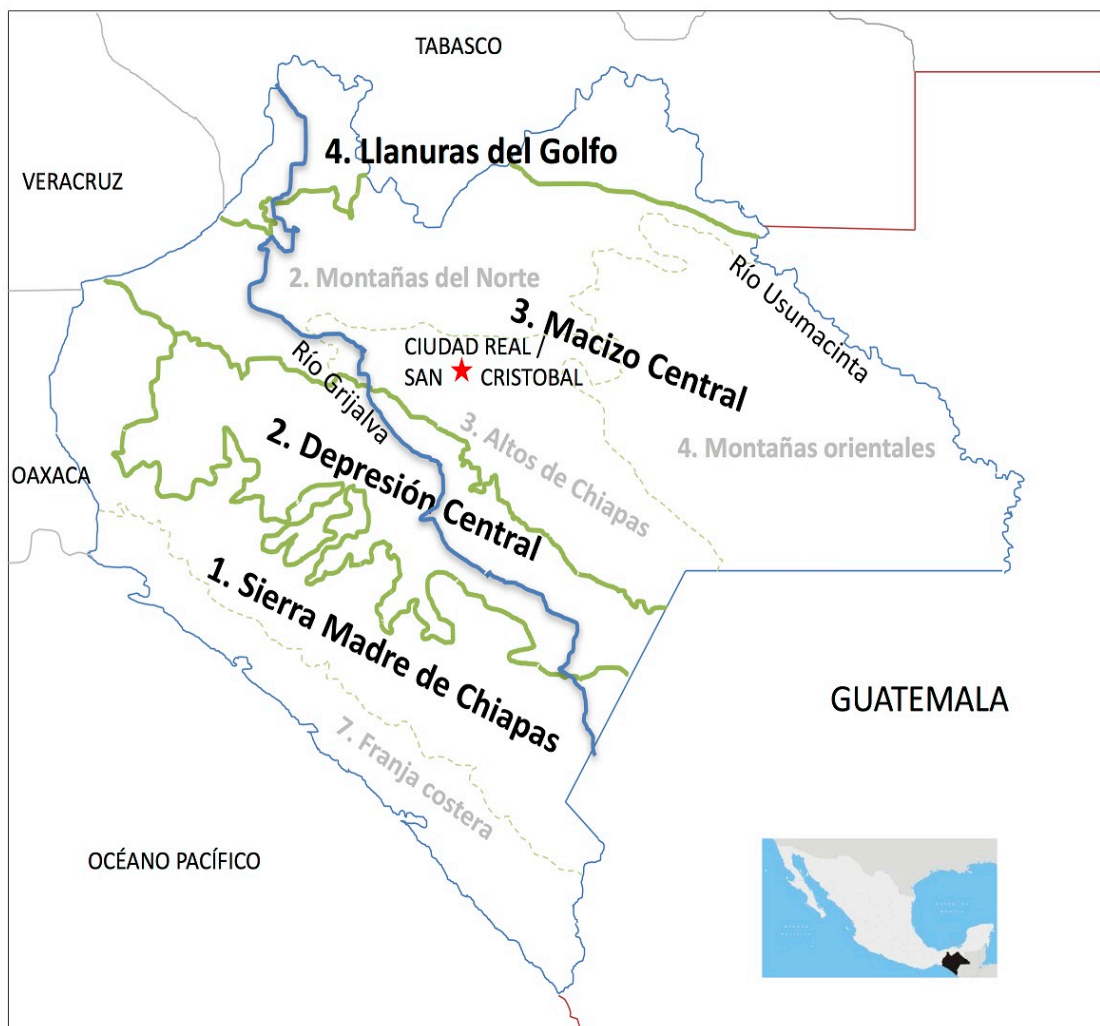 TABASCO
4. Llanuras del Golfo
VERACRUZ
2. Montañas del Norte
Río Usumacinta
3. Macizo Central
CIUDAD REAL /
SAN CRISTOBAL
Río Grijalva
2. Depresión Central
3. Altos de Chiapas
4. Montañas orientales
OAXACA
1. Sierra Madre de Chiapas
GUATEMALA
7. Franja costera
OCÉANO PACÍFICO